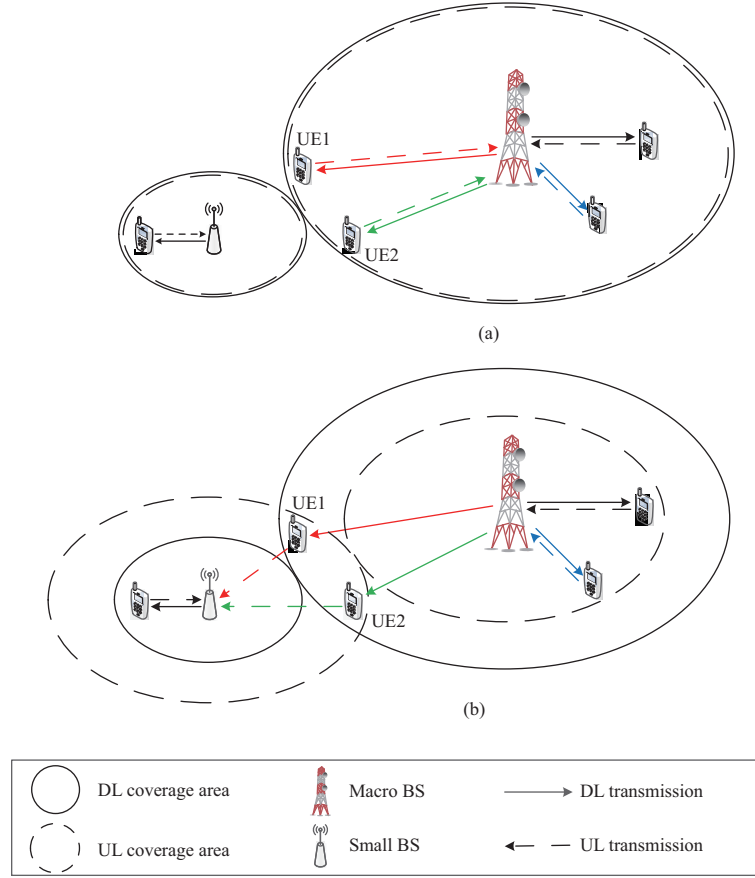 UE1
UE2
(a)
UE1
UE2
(b)
DL coverage area
Macro BS
DL transmission
UL coverage area
Small BS
UL transmission